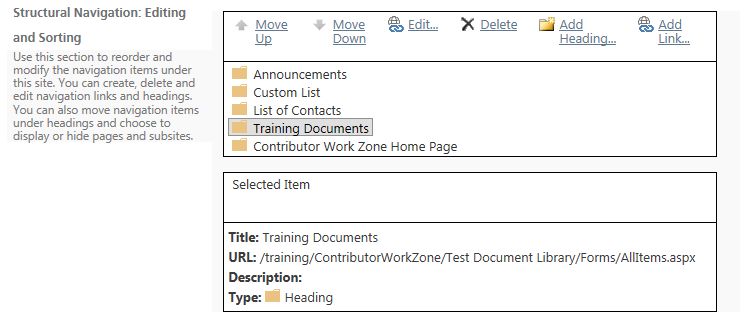 Structural Navigation: Editing
and Sorting
Use this section to reorder and
modify the navigation items under
this site. You can create, delete and
edit navigation links and headings.
You can also move navigation items
under headings and choose to
display or hide pages and subsites.
Move Up
Move Down
Edit...
Delete
Add Heading...
Add Link...
Announcements
Custom List
List of Contacts
Training Documents
Contributor Work Zone Home Page
Selected Item
Title: Training Documents
URL: /training/ContributorWorkZone/Test Document Library/Forms/AllItems.aspx
Description:
Type: Heading